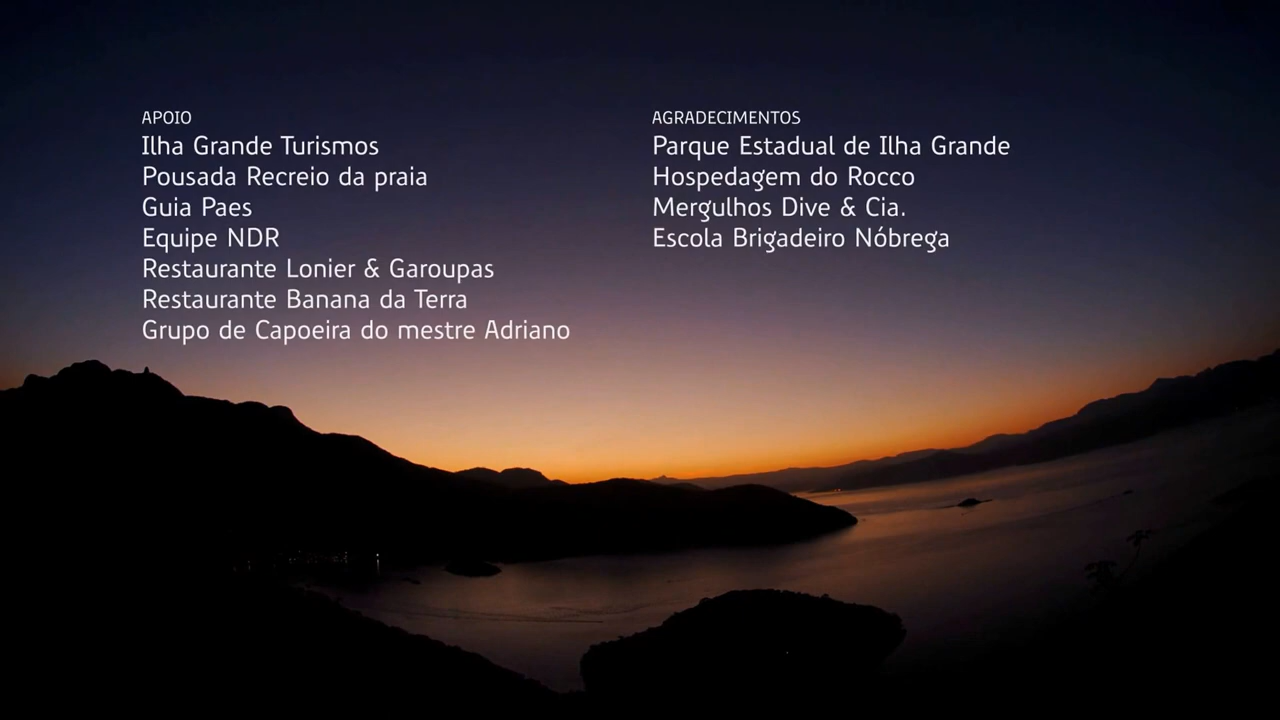 APOIO
Ilha Grande Turismos
Pousada Recreio da praia
Guia Paes
Equipe NDR
Restaurante Lonier & Garoupas
Restaurante Banana da Terra
Grupo de Capoeira do mestre Adriano
AGRADECIMENTOS
Parque Estadual de Ilha Grande
Hospedagem do Rocco
Mergulhos Dive & Cia.
Escola Brigadeiro Nóbrega